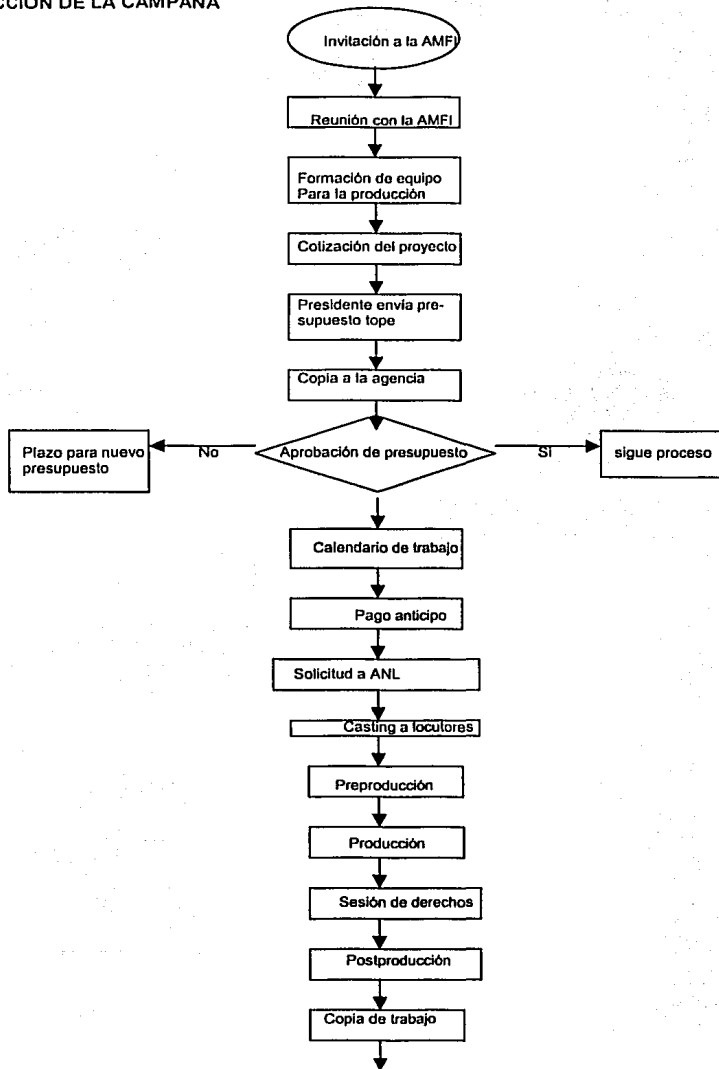 CCIÓN DE LA CAMPAÑA
Invitación a la AMFI
Reunión con la AMFI
Formación de equipo
Para la producción
Cotización del proyecto
Presidente envía pre-
supuesto tope
Copia a la agencia
Plazo para nuevo
presupuesto
No
Aprobación de presupuesto
Sí
sigue proceso
Calendario de trabajo
Pago anticipo
Solicitud a ANL
Casting a locutores
Preproducción
Producción
Sesión de derechos
Postproducción
Copia de trabajo